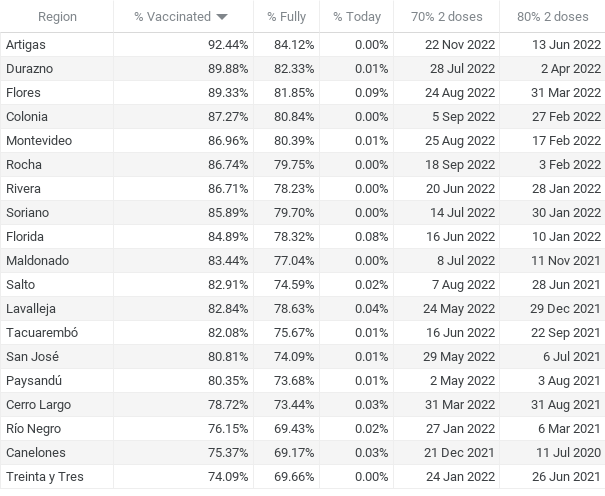 Region % Vaccinated % Fully % Today 70% 2 doses 80% 2 doses
Artigas 92.44% 84.12% 0.00% 22 Nov 2022 13 Jun 2022
Durazno 89.88% 82.33% 0.01% 28 Jul 2022 2 Apr 2022
Flores 89.33% 81.85% 0.09% 24 Aug 2022 31 Mar 2022
Colonia 87.27% 80.84% 0.00% 5 Sep 2022 27 Feb 2022
Montevideo 86.96% 80.39% 0.01% 25 Aug 2022 17 Feb 2022
Rocha 86.74% 79.75% 0.00% 18 Sep 2022 3 Feb 2022
Rivera 86.71% 78.23% 0.00% 20 Jun 2022 28 Jan 2022
Soriano 85.89% 79.70% 0.00% 14 Jul 2022 30 Jan 2022
Florida 84.89% 78.32% 0.08% 16 Jun 2022 10 Jan 2022
Maldonado 83.44% 77.04% 0.00% 8 Jul 2022 11 Nov 2021
Salto 82.91% 74.59% 0.02% 7 Aug 2022 28 Jun 2021
Lavalleja 82.84% 78.63% 0.04% 24 May 2022 29 Dec 2021
Tacuarembó 82.08% 75.67% 0.01% 16 Jun 2022 22 Sep 2021
San José 80.81% 74.09% 0.01% 29 May 2022 6 Jul 2021
Paysandú 80.35% 73.68% 0.01% 2 May 2022 3 Aug 2021
Cerro Largo 78.72% 73.44% 0.03% 31 Mar 2022 31 Aug 2021
Río Negro 76.15% 69.43% 0.02% 27 Jan 2022 6 Mar 2021
Canelones 75.37% 69.17% 0.03% 21 Dec 2021 11 Jul 2020
Treinta y Tres 74.09% 69.66% 0.00% 24 Jan 2022 26 Jun 2021